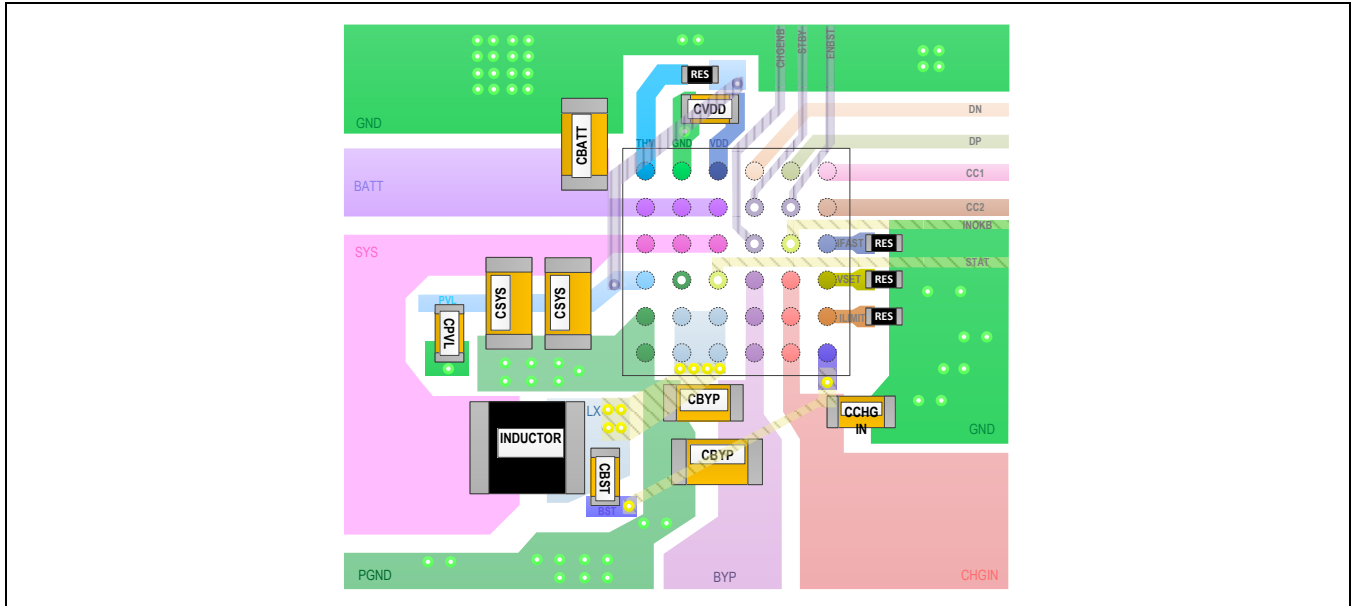 CHGENB
STBY
ENBST
RES
CVDD
GND
CBATT
DN
DP
THM GND VDD
CC1
BATT
CC2
INOKB
SYS
IFAST RES
STAT
CSYS
CSYS
VSET RES
PVL
CPVL
ILIMIT RES
LX
CBYP
CCHG
IN
GND
INDUCTOR
CBST
CBYP
BST
PGND
BYP
CHGIN